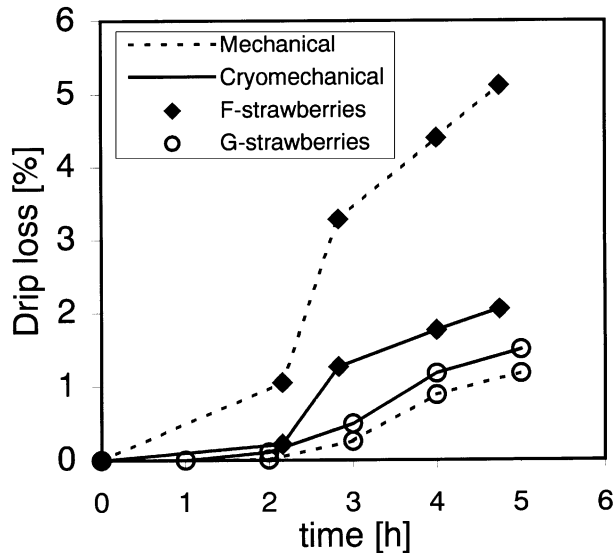 6
Mechanical
Cryomechanical
F-strawberries
G-strawberries
5
4
3
2
1
0
Drip loss [%]
0 1 2 3 4 5 6
time [h]